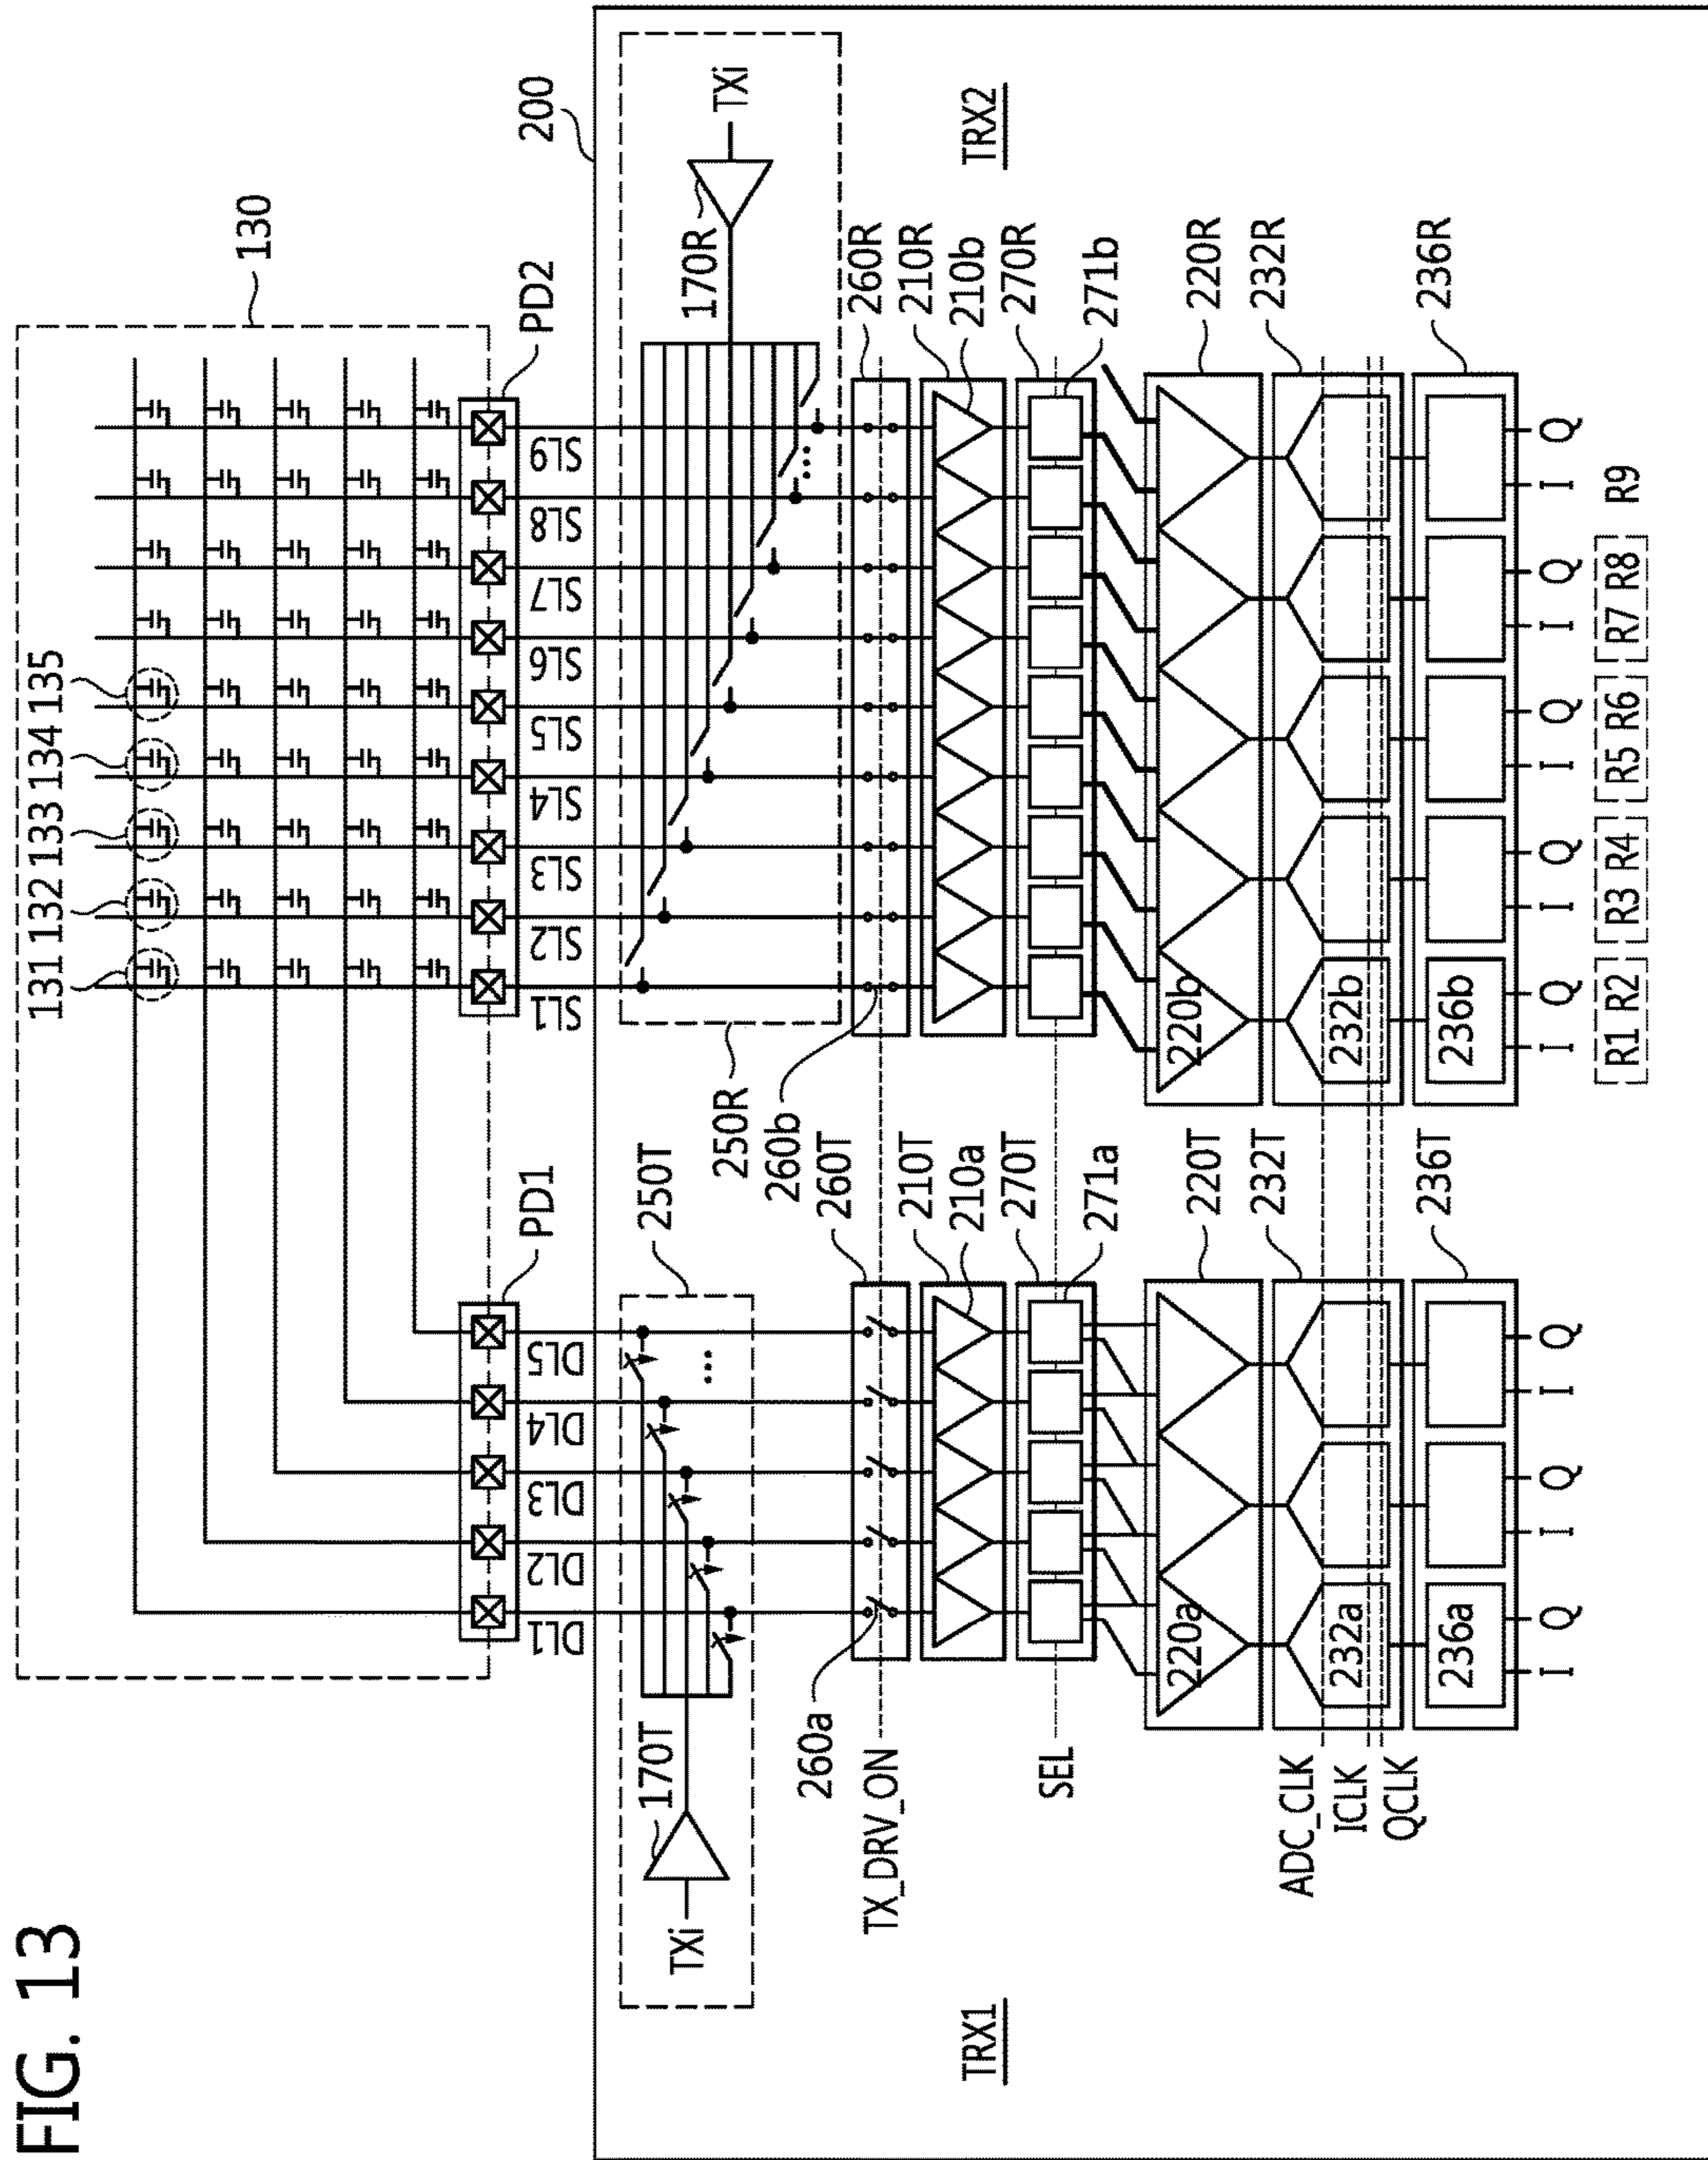 FIG. 13
130
131 132 133 134 135
PD1
PD2
200
DL1 DL2 DL3 DL4 DL5
SL1 SL2 SL3 SL4 SL5 SL6 SL7 SL8 SL9
TXi
170T
250T
250R
170R
TXi
TRX1
TRX2
260a
260T
260b
260R
TX_DRV_ON
210T
210a
210R
210b
270T
271a
270R
271b
SEL
220a
220T
220b
220R
232a
232T
232b
232R
ADC_CLK
ICLK
QCLK
236a
236T
236b
236R
I Q I Q I Q
I Q I Q I Q I Q I Q
R1 R2 R3 R4 R5 R6 R7 R8 R9
...
...